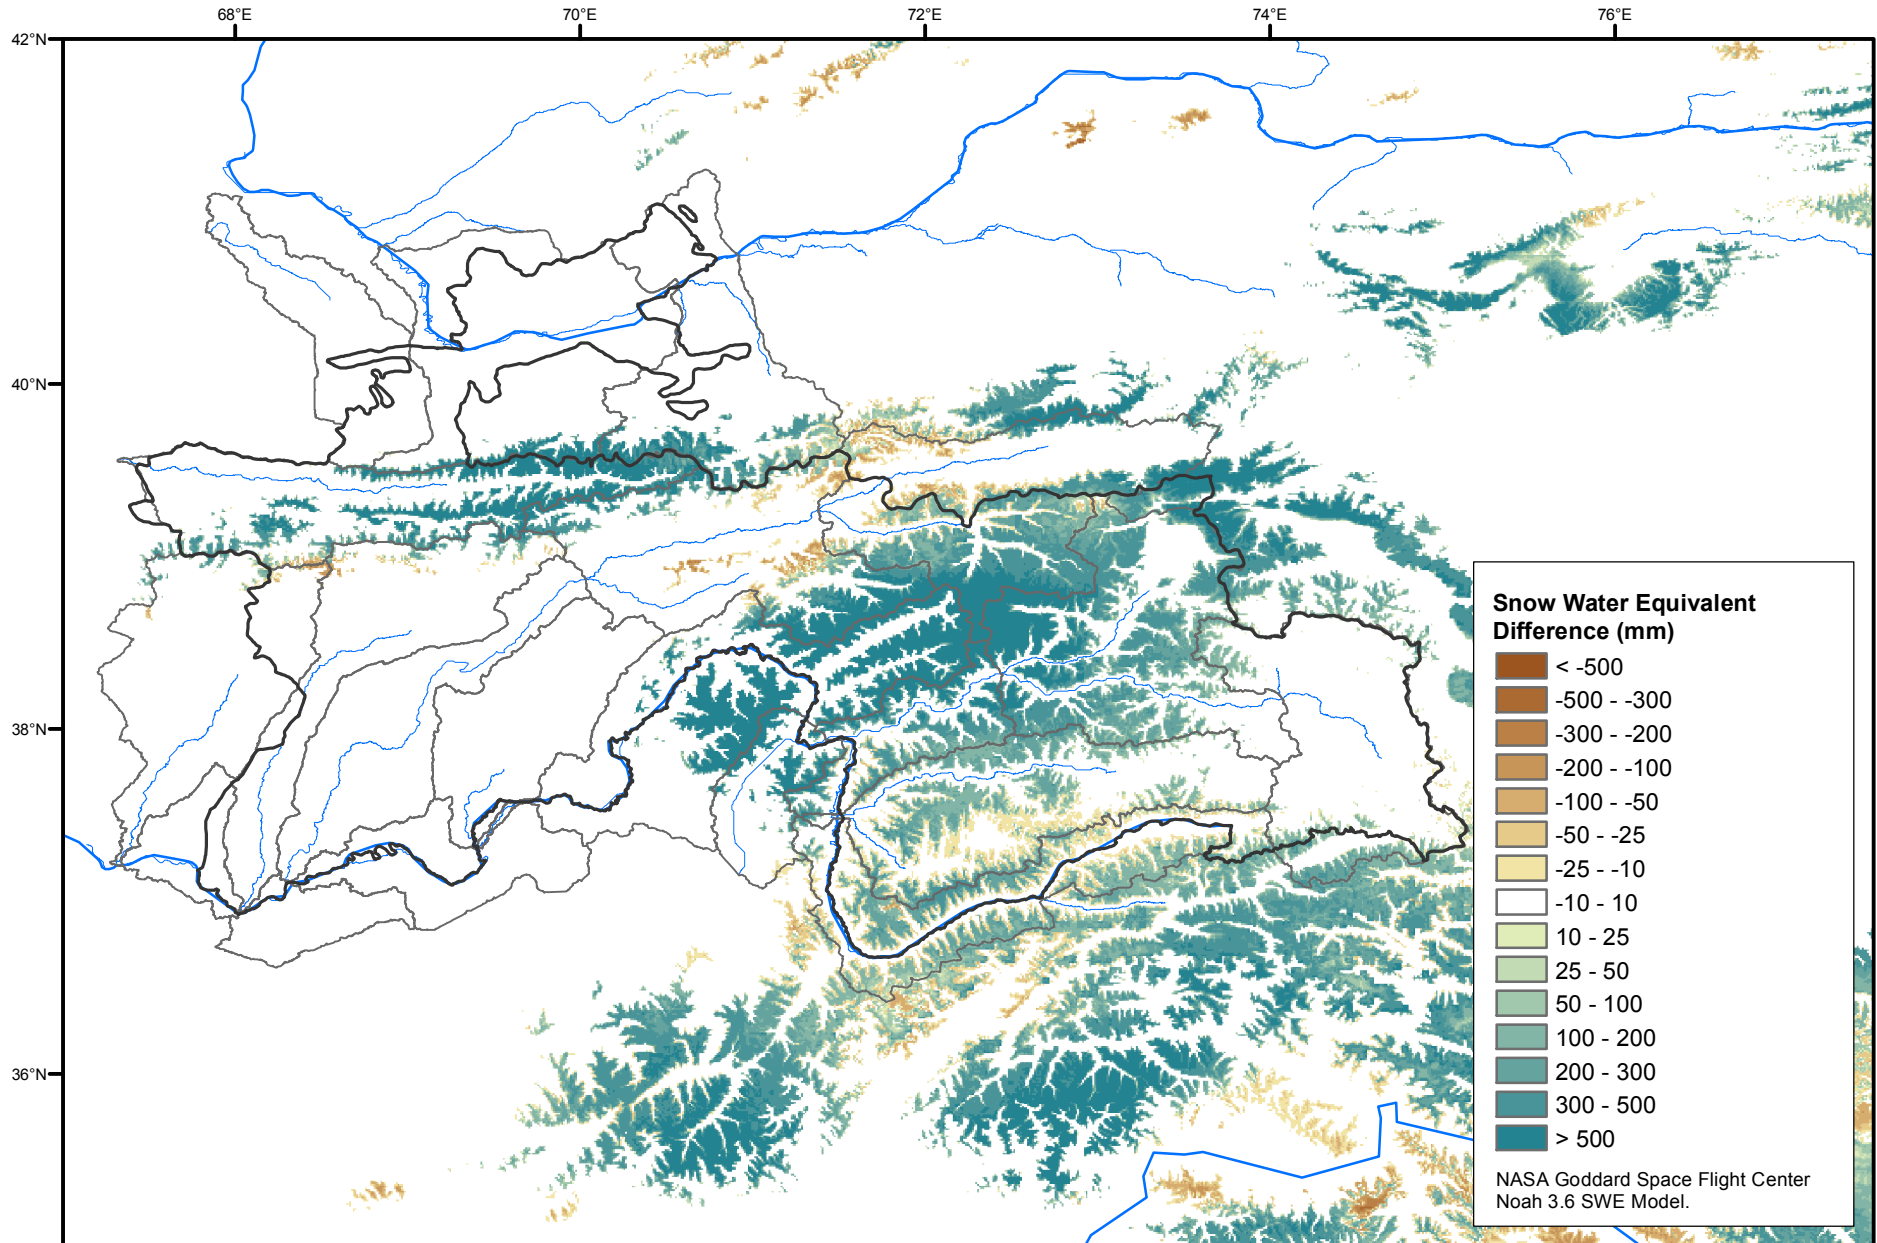 68°E
70°E
72°E
74°E
76°E
42°N
40°N
38°N
36°N
Snow Water Equivalent
Difference (mm)
< -500
-500 - -300
-300 - -200
-200 - -100
-100 - -50
-50 - -25
-25 - -10
-10 - 10
10 - 25
25 - 50
50 - 100
100 - 200
200 - 300
300 - 500
> 500
NASA Goddard Space Flight Center
Noah 3.6 SWE Model.